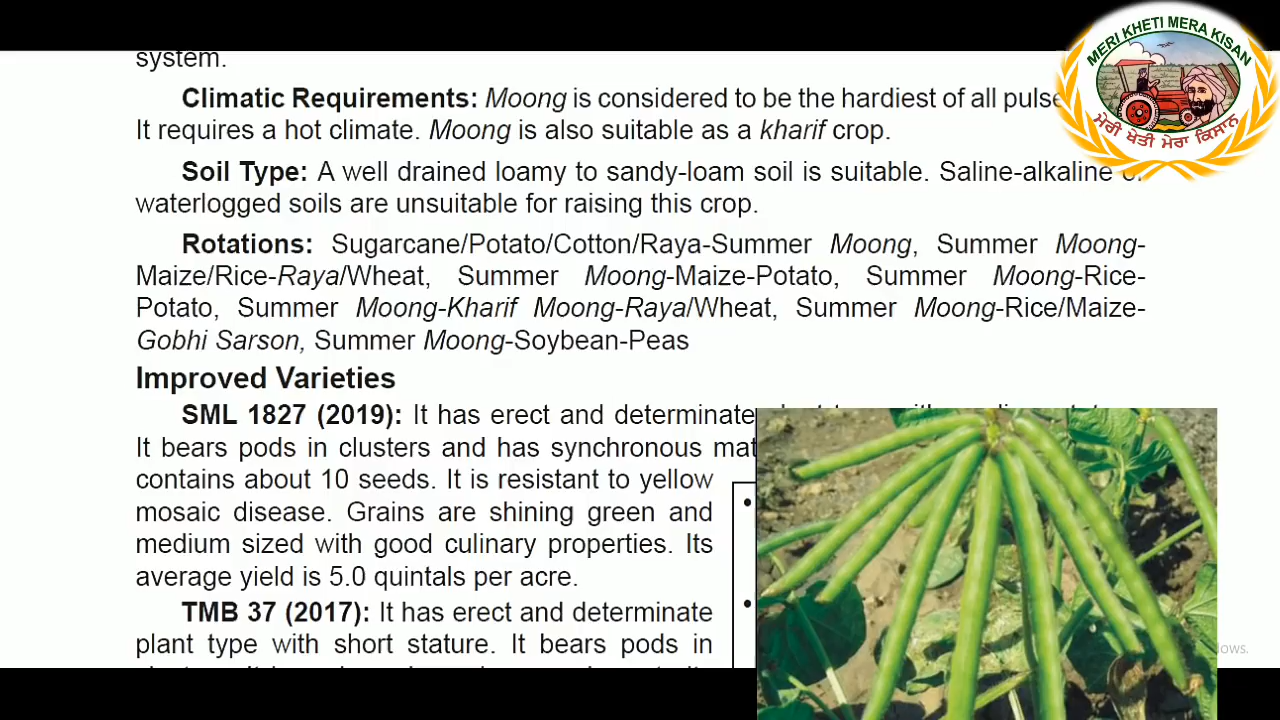 system.
Climatic Requirements: Moong is considered to be the hardiest of all
It requires a hot climate. Moong is also suitable as a kharif crop.
Soil Type: A well drained loamy to sandy-loam soil is suitable. Saline-alkaline
waterlogged soils are unsuitable for raising this crop.
Rotations: Sugarcane/Potato/Cotton/Raya-Summer Moong, Summer Moong-
Maize/Rice-Raya/Wheat, Summer Moong-Maize-Potato, Summer Moong-Rice-
Potato, Summer Moong-Kharif Moong-Raya/Wheat, Summer Moong-Rice/Maize-
Gobhi Sarson, Summer Moong-Soybean-Peas
Improved Varieties
SML 1827 (2019): It has erect and determinate
It bears pods in clusters and has synchronous
contains about 10 seeds. It is resistant to yellow
mosaic disease. Grains are shining green and
medium sized with good culinary properties. Its
average yield is 5.0 quintals per acre.
TMB 37 (2017): It has erect and determinate
plant type with short stature. It bears pods in
MERI KHETI MERA KISAN
ਮੇਰੀ ਖੇਤੀ ਮੇਰਾ ਕਿਸਾਨ